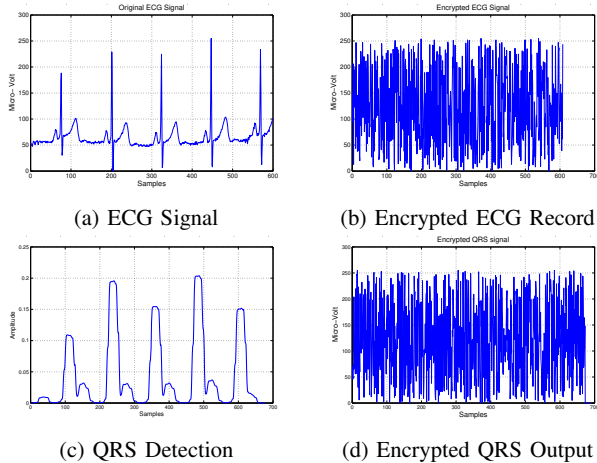 Original ECG Signal
300
250
200
150
100
50
0
Micro-- Volt
0 100 200 300 400 500 600
Samples
(a) ECG Signal
Encrypted ECG Signal
300
250
200
150
100
50
0
Micro-Volt
0 100 200 300 400 500 600 700
Samples
(b) Encrypted ECG Record
0.25
0.2
0.15
0.1
0.05
0
Amplitude
0 100 200 300 400 500 600 700
Samples
(c) QRS Detection
Encrypted QRS signal
300
250
200
150
100
50
0
Micro-Volt
0 100 200 300 400 500 600 700
Samples
(d) Encrypted QRS Output